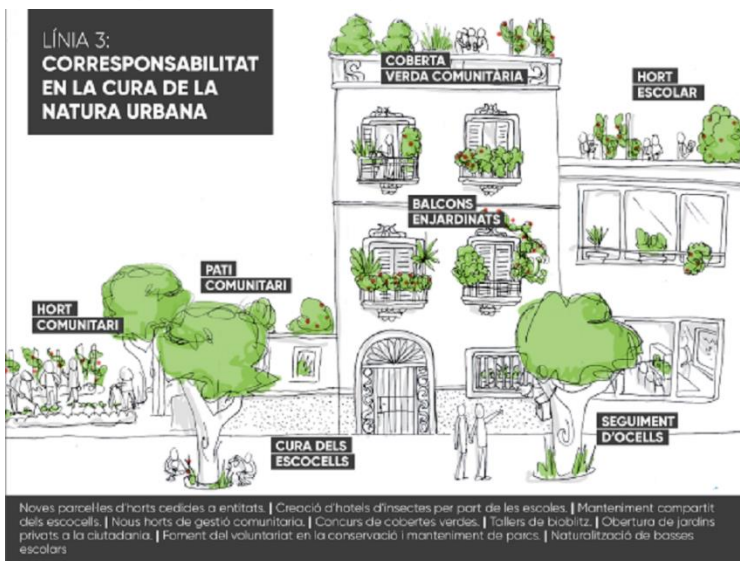 LÍNIA 3:
CORRESPONSABILITAT
EN LA CURA DE LA
NATURA URBANA
COBERTA
VERDA COMUNITÀRIA
HORT
ESCOLAR
BALCONS
ENJARDINATS
PATI
COMUNITARI
HORT
COMUNITARI
CURA DELS
ESCOCELLS
SEGUIMENT
D'OCELLS
Noves parcel·les d'horts cedides a entitats. | Creació d'hotels d'insectes per part de les escoles. | Manteniment compartit
dels escocells. | Nous horts de gestió comunitaria. | Concurs de cobertes verdes. | Tallers de bioblitz. | Obertura de jardins
privats a la ciutadania. | Foment del voluntariat en la conservació i manteniment de parcs. | Naturalització de basses
escolars